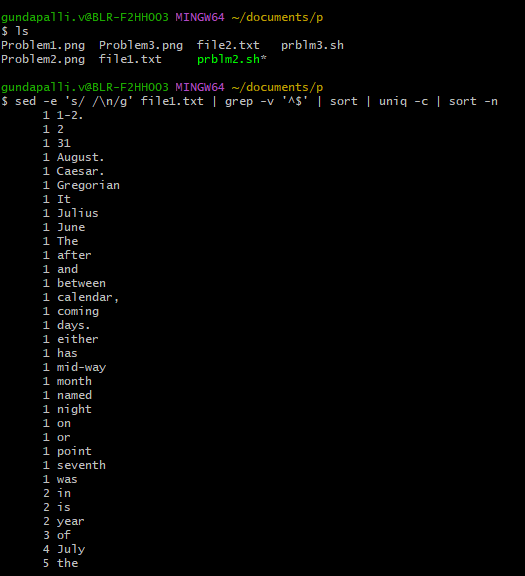 gundapalli.v@BLR-F2HHOO3 MINGW64 ~/documents/p
$ ls
Problem1.png  Problem3.png  file2.txt   prblm3.sh
Problem2.png  file1.txt     prblm2.sh*

gundapalli.v@BLR-F2HHOO3 MINGW64 ~/documents/p
$ sed -e 's/ /\n/g' file1.txt | grep -v '^$' | sort | uniq -c | sort -n
      1 1-2.
      1 2
      1 31
      1 August.
      1 Caesar.
      1 Gregorian
      1 It
      1 Julius
      1 June
      1 The
      1 after
      1 and
      1 between
      1 calendar,
      1 coming
      1 days.
      1 either
      1 has
      1 mid-way
      1 month
      1 named
      1 night
      1 on
      1 or
      1 point
      1 seventh
      1 was
      2 in
      2 is
      2 year
      3 of
      4 July
      5 the